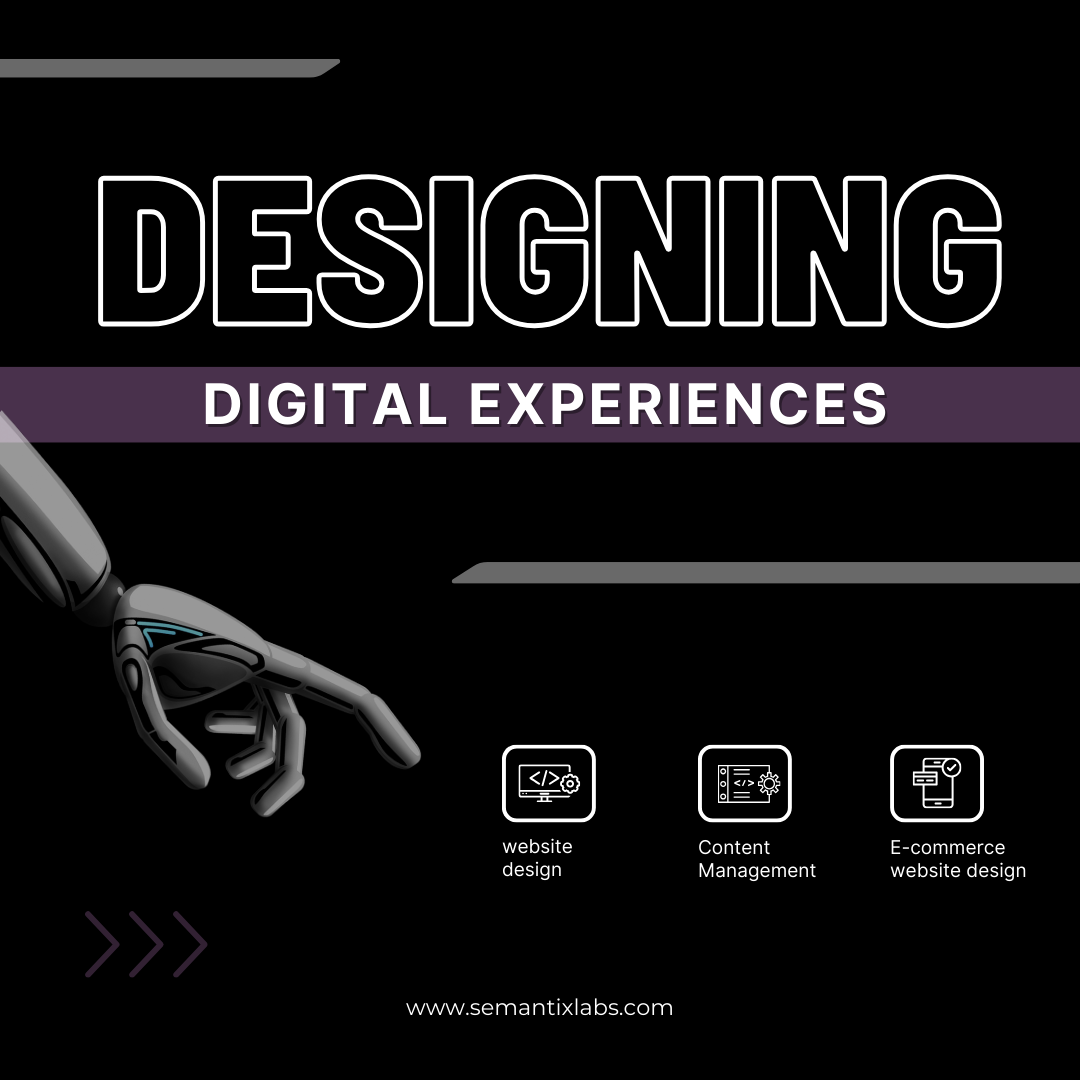 DESIGNING
DIGITAL EXPERIENCES
</>
</>
website
design
Content
Management
E-commerce
website design
www.semantixlabs.com